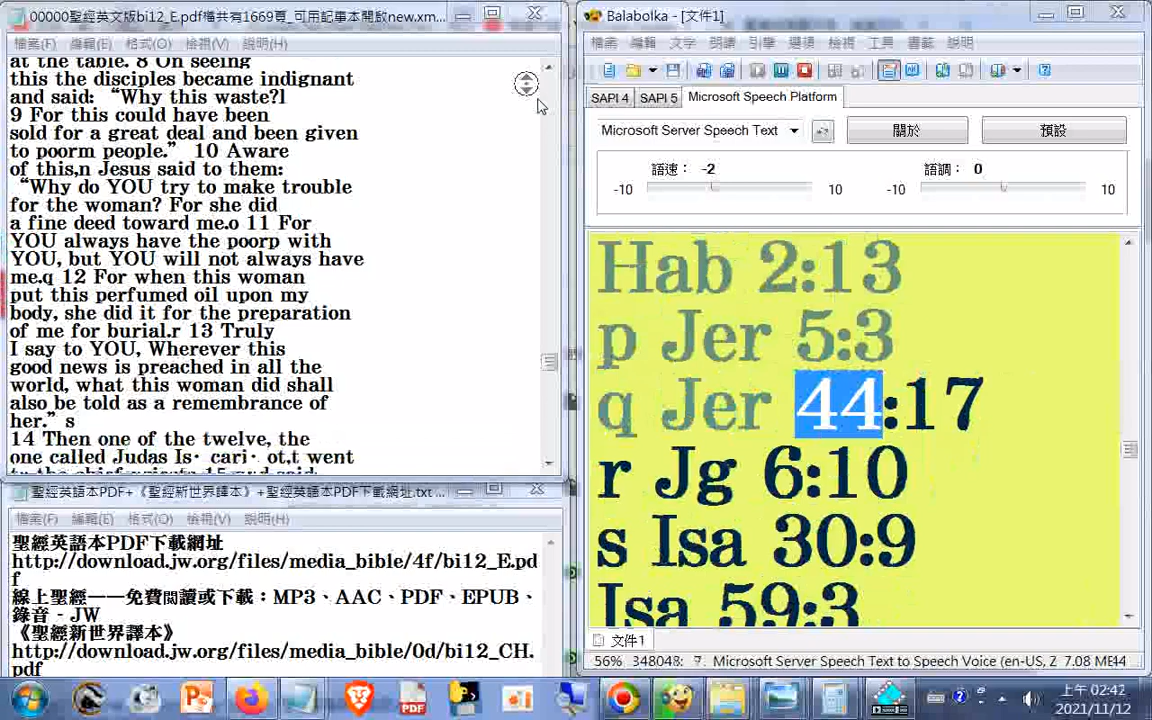 00000聖經英文版bi12_E.pdf檔共有1669頁_可用記事本開啟new.xm...
檔案(F) 編輯(E) 格式(O) 檢視(V) 說明(H)
at the table. 8 On seeing
this the disciples became indignant
and said: “Why this waste?l
9 For this could have been
sold for a great deal and been given
to poorm people.” 10 Aware
of this,n Jesus said to them:
“Why do YOU try to make trouble
for the woman? For she did
a fine deed toward me.o 11 For
YOU always have the poorp with
YOU, but YOU will not always have
me.q 12 For when this woman
put this perfumed oil upon my
body, she did it for the preparation
of me for burial.r 13 Truly
I say to YOU, Wherever this
good news is preached in all the
world, what this woman did shall
also be told as a remembrance of
her.” s
14 Then one of the twelve, the
one called Judas Is· cari· ot,t went
聖經英語本PDF+《聖經新世界譯本》+聖經英語本PDF下載網址.txt ...
檔案(F) 編輯(E) 格式(O) 檢視(V) 說明(H)
聖經英語本PDF下載網址
http://download.jw.org/files/media_bible/4f/bi12_E.pd
f
線上聖經——免費閱讀或下載：MP3、AAC、PDF、EPUB、
錄音 - JW
《聖經新世界譯本》
http://download.jw.org/files/media_bible/0d/bi12_CH.
pdf
Balabolka - [文件1]
檔案 編輯 文字 朗讀 引擎 選項 檢視 工具 書籤 說明
SAPI 4 SAPI 5 Microsoft Speech Platform
Microsoft Server Speech Text 關於 預設
語速： -2 語調： 0
-10 10 -10 10
Hab 2:13
p Jer 5:3
q Jer 44:17
r Jg 6:10
s Isa 30:9
Isa 59:3
文件1
56% 348048: 7. Microsoft Server Speech Text to Speech Voice (en-US, Z 7.08 ME44
上午 02:42
2021/11/12